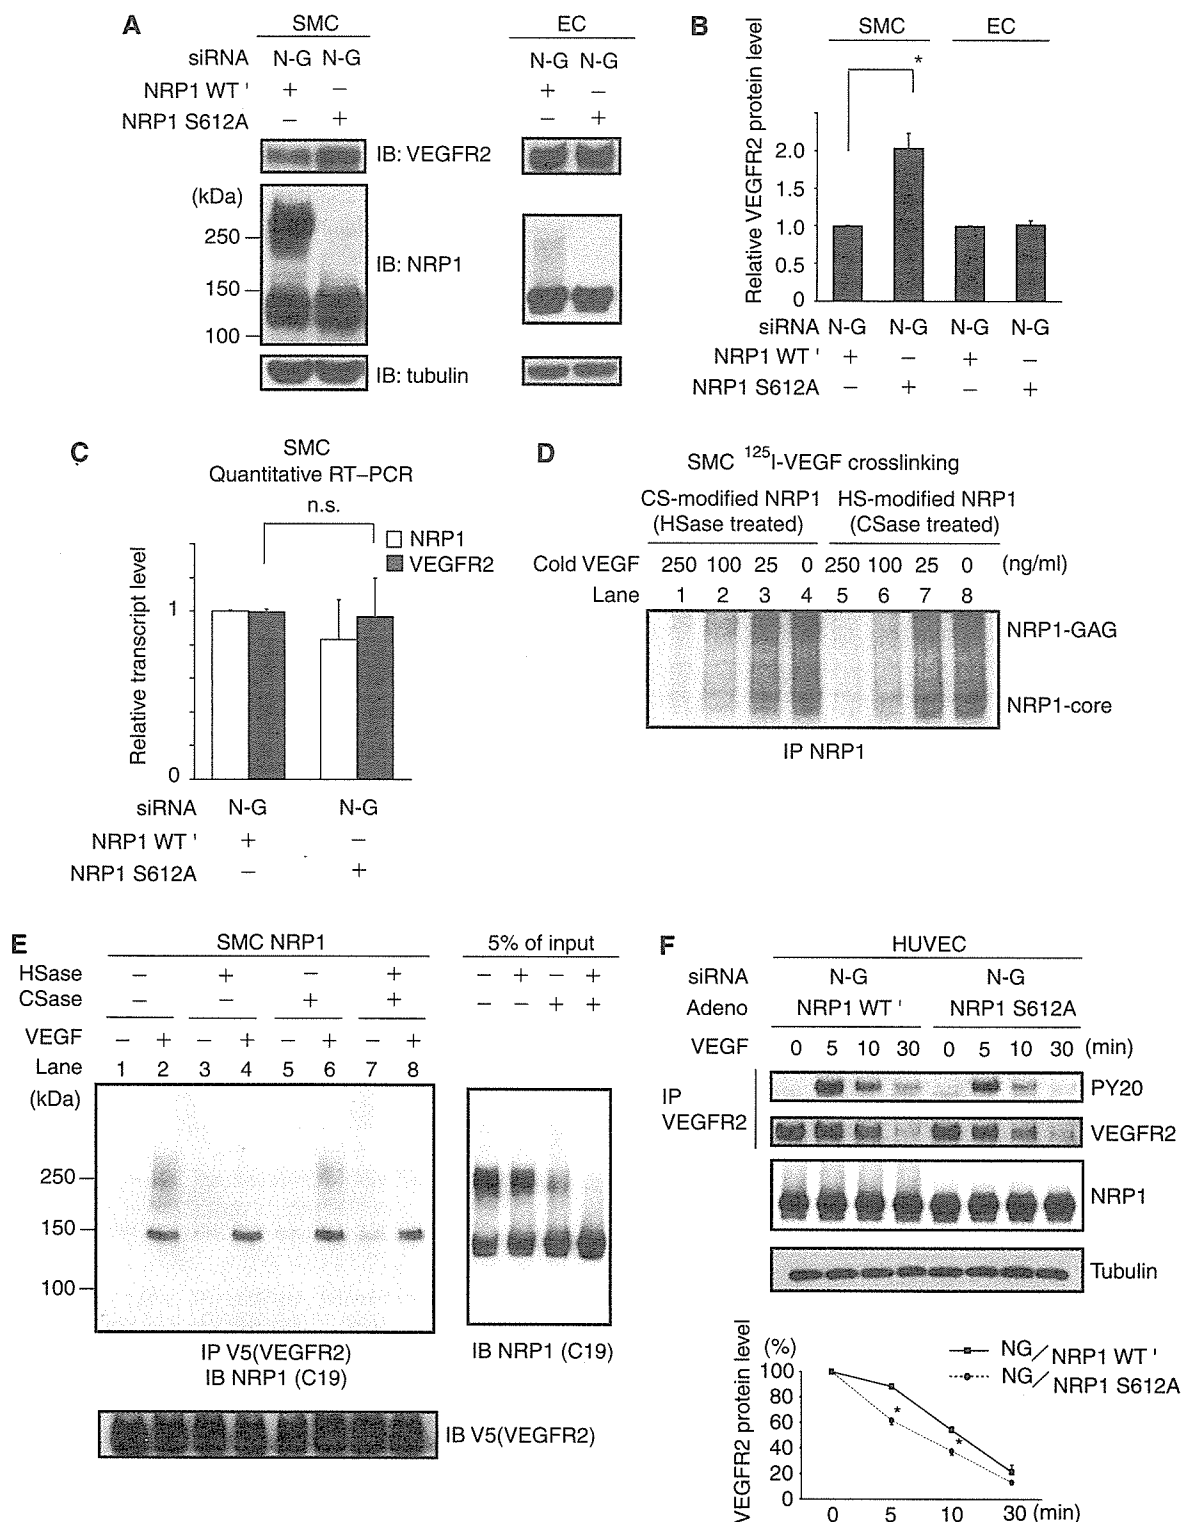 A
SMC
EC
siRNA N-G N-G N-G N-G
NRP1 WT ' + − + −
NRP1 S612A − + − +
IB: VEGFR2
(kDa)
250
150
100
IB: NRP1
IB: tubulin
B
SMC EC
*
Relative VEGFR2 protein level
2.0
1.5
1.0
0.5
0
siRNA N-G N-G N-G N-G
NRP1 WT ' + − + −
NRP1 S612A − + − +
C
SMC
Quantitative RT–PCR
n.s.
NRP1
VEGFR2
Relative transcript level
1
0
siRNA N-G N-G
NRP1 WT ' + −
NRP1 S612A − +
D
SMC 125I-VEGF crosslinking
CS-modified NRP1 HS-modified NRP1
(HSase treated) (CSase treated)
Cold VEGF 250 100 25 0 250 100 25 0 (ng/ml)
Lane 1 2 3 4 5 6 7 8
NRP1-GAG
NRP1-core
IP NRP1
E
SMC NRP1 5% of input
HSase − + − + − + − +
CSase − − + + − − + +
VEGF − + − + − + − +
Lane 1 2 3 4 5 6 7 8
(kDa)
250
150
100
IP V5(VEGFR2)
IB NRP1 (C19)
IB NRP1 (C19)
IB V5(VEGFR2)
F
HUVEC
siRNA N-G N-G
Adeno NRP1 WT ' NRP1 S612A
VEGF 0 5 10 30 0 5 10 30 (min)
IP
VEGFR2
PY20
VEGFR2
NRP1
Tubulin
VEGFR2 protein level
(%)
100
80
60
40
20
0
* *
NG/NRP1 WT '
NG/NRP1 S612A
0 5 10 30 (min)